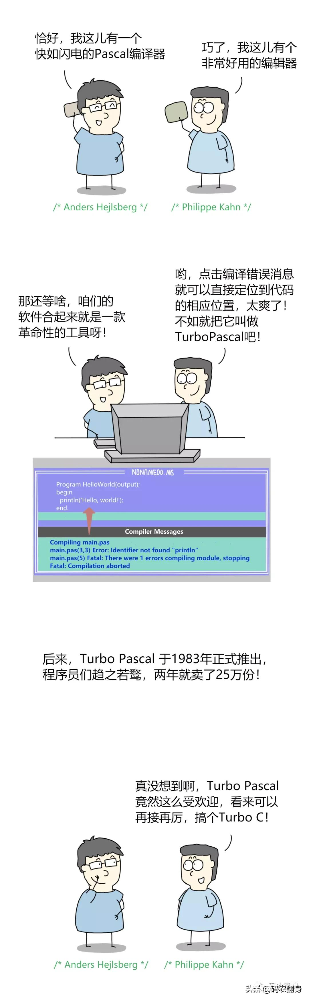 恰好，我这儿有一个
快如闪电的Pascal编译器
巧了，我这儿有个
非常好用的编辑器
/* Anders Hejlsberg */
/* Philippe Kahn */
哟，点击编译错误消息
就可以直接定位到代码
的相应位置，太爽了！
不如就把它叫做
TurboPascal吧！
那还等啥，咱们的
软件合起来就是一款
革命性的工具呀！
Program HelloWorld(output);
begin
println('Hello, world!');
end.
Compiler Messages
Compiling main.pas
main.pas(3,3) Error: Identifier not found "println"
main.pas(5) Fatal: There were 1 errors compiling module, stopping
Fatal: Compilation aborted
后来，Turbo Pascal 于1983年正式推出，
程序员们趋之若鹜，两年就卖了25万份！
真没想到啊，Turbo Pascal
竟然这么受欢迎，看来可以
再接再厉，搞个Turbo C！
/* Anders Hejlsberg */
/* Philippe Kahn */
头条 @码农翻身